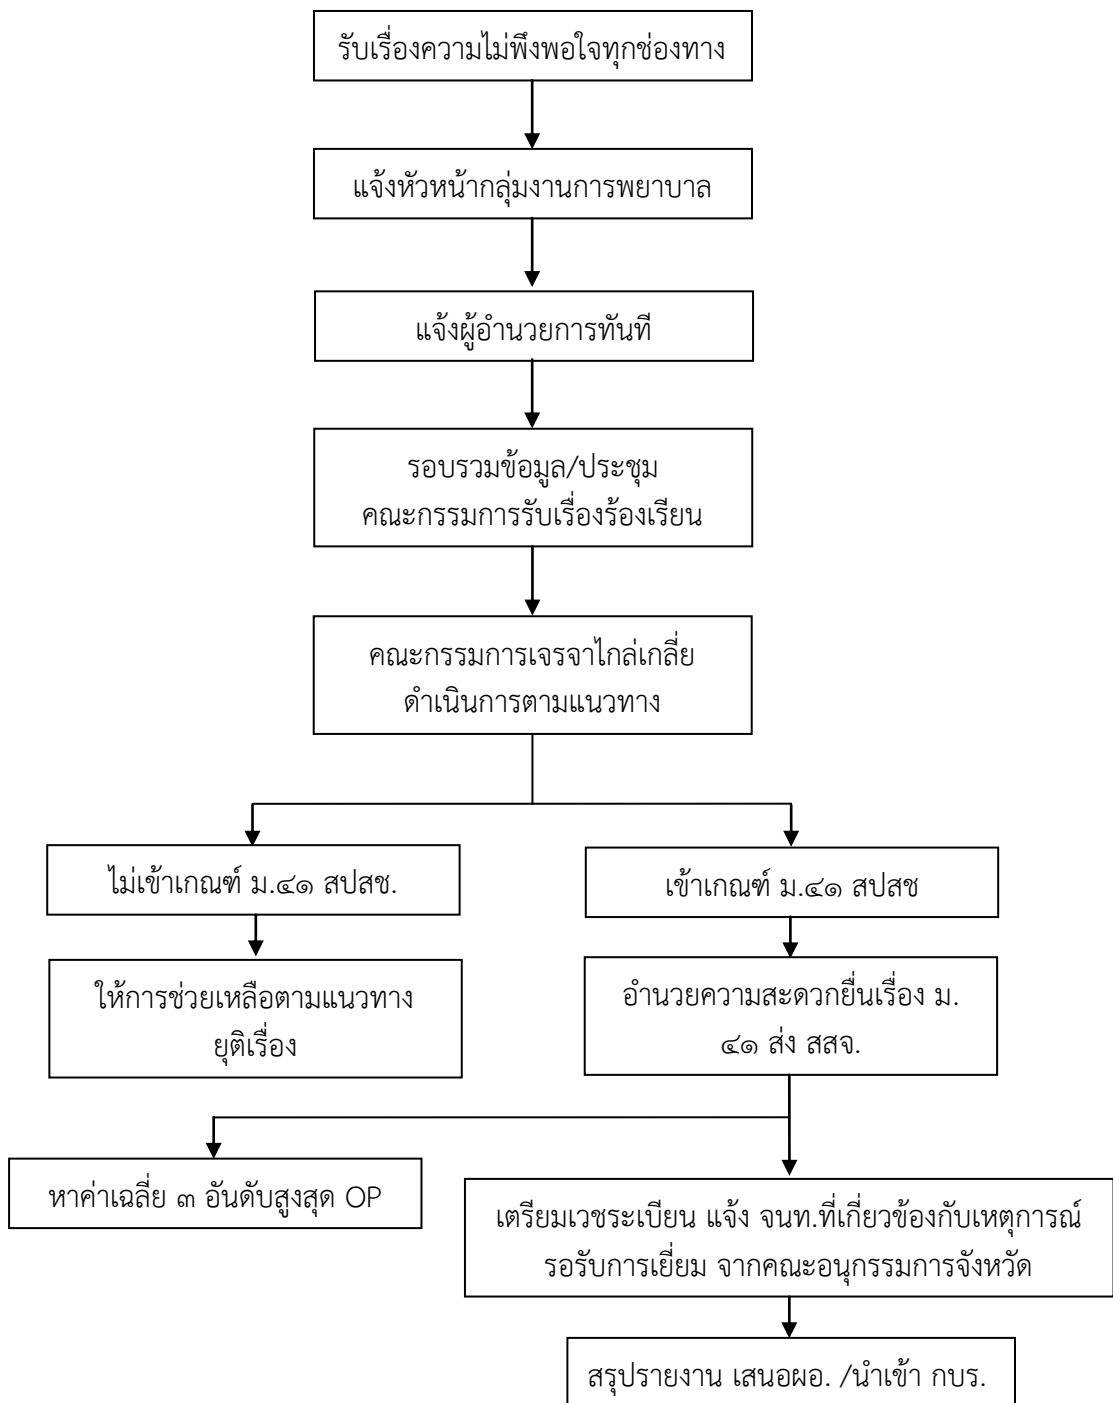 รับเรื่องความไม่พึงพอใจทุกช่องทาง
แจ้งหัวหน้ากลุ่มงานการพยาบาล
แจ้งผู้อำนวยการทันที
รอบรวมข้อมูล/ประชุม
คณะกรรมการรับเรื่องร้องเรียน
คณะกรรมการเจรจาไกล่เกลี่ย
ดำเนินการตามแนวทาง
ไม่เข้าเกณฑ์ ม.๔๑ สปสช.
เข้าเกณฑ์ ม.๔๑ สปสช
ให้การช่วยเหลือตามแนวทาง
ยุติเรื่อง
อำนวยความสะดวกยื่นเรื่อง ม.
๔๑ ส่ง สสจ.
หาค่าเฉลี่ย ๓ อันดับสูงสุด OP
เตรียมเวชระเบียน แจ้ง จนท.ที่เกี่ยวข้องกับเหตุการณ์
รอรับการเยี่ยม จากคณะอนุกรรมการจังหวัด
สรุปรายงาน เสนอผอ. /นำเข้า กบร.